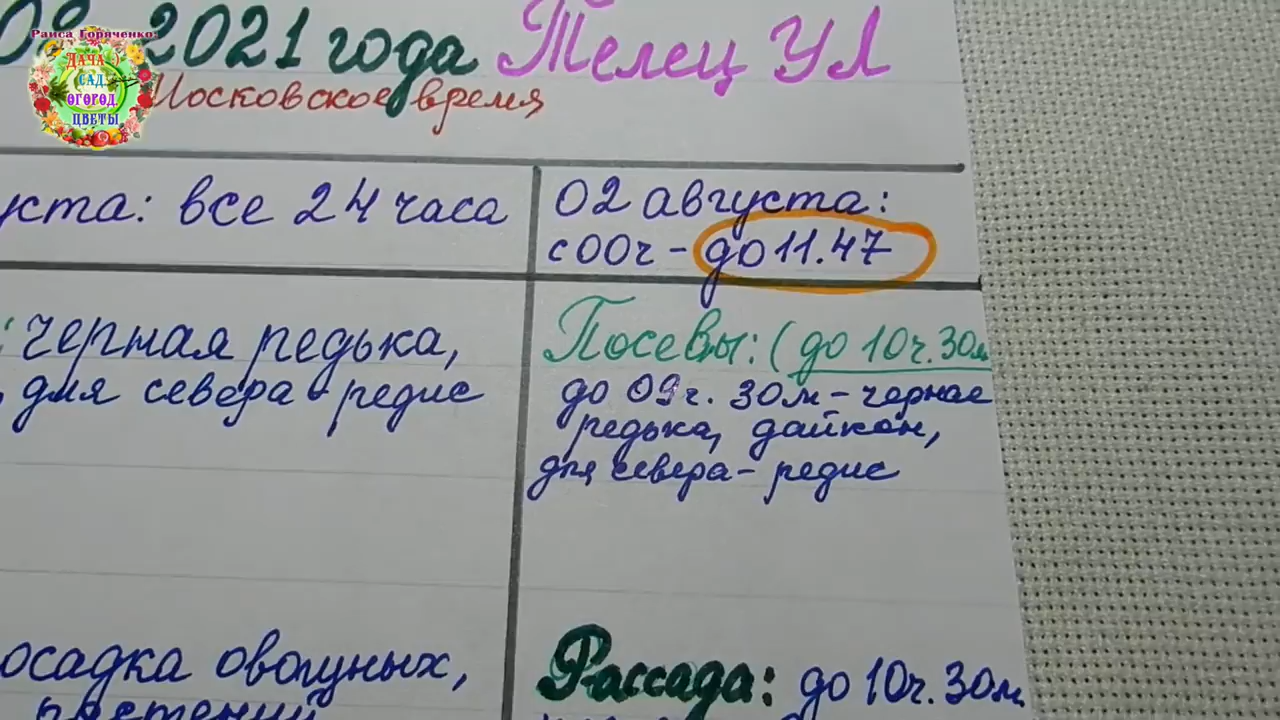 Раиса Горяченко.
Дача
сад,
огород,
цветы
08 2021 года Телец УЛ
Московское время
уста: все 24 часа
02 августа:
с 00ч - до 11.47
: черная редька,
, для севера - редис
Посевы: (до 10ч. 30м
до 09ч. 30м - черная
редька, дайкон,
для севера - редис
осадка овощных,
растений
Рассада: до 10ч. 30м